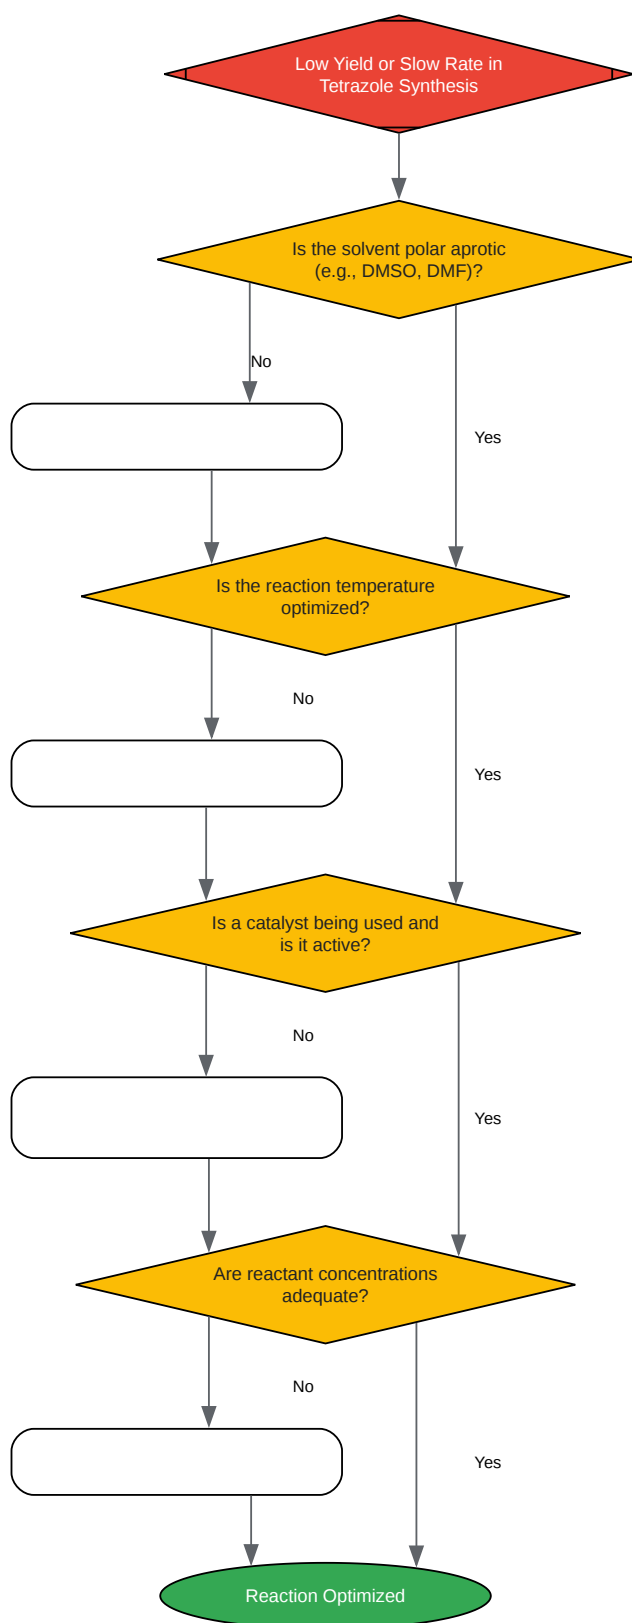 Low Yield or Slow Rate in
Tetrazole Synthesis
Is the solvent polar aprotic
(e.g., DMSO, DMF)?
No
Yes
Is the reaction temperature
optimized?
No
Yes
Is a catalyst being used and
is it active?
No
Yes
Are reactant concentrations
adequate?
No
Yes
Reaction Optimized